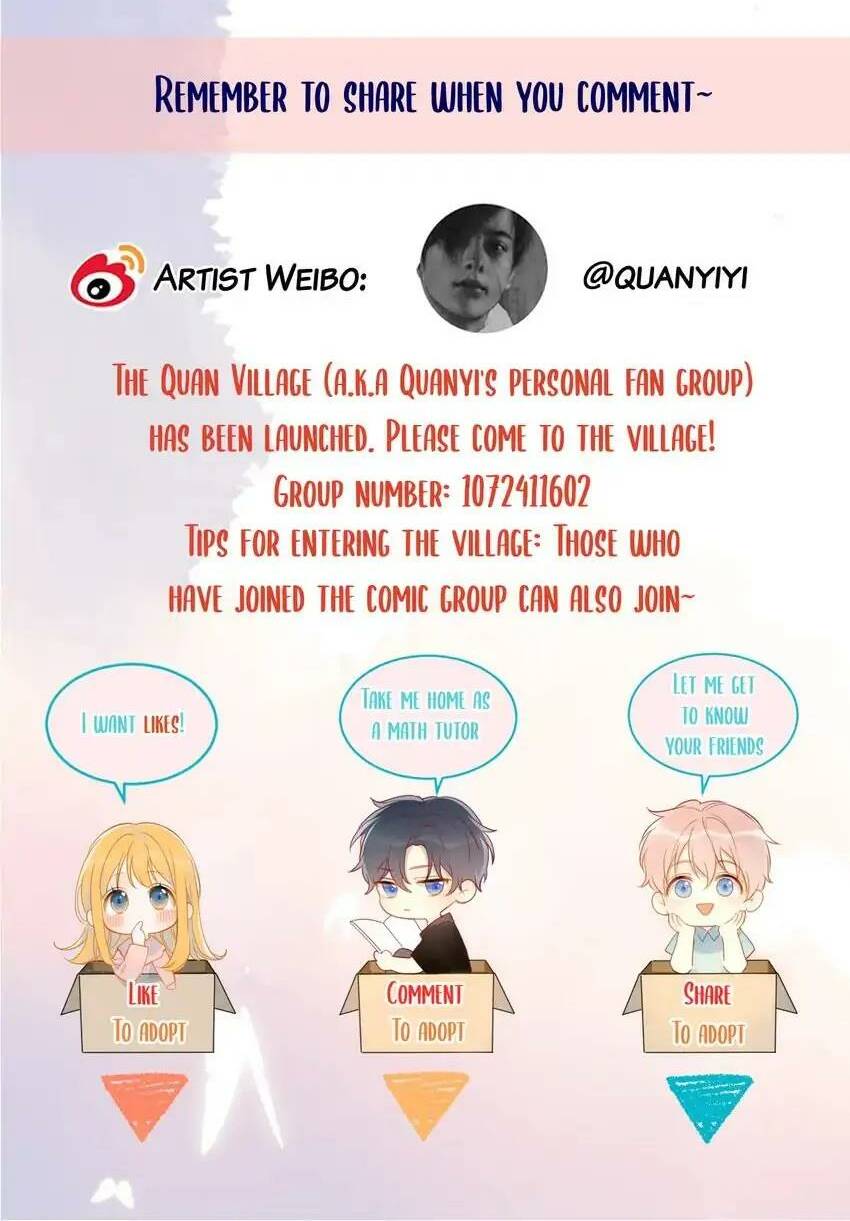 Remember to share when you comment~
Artist Weibo: @quanyiyi
The Quan Village (a.k.a Quanyi's personal fan group)
has been launched. Please come to the village!
Group number: 1072411602
Tips for entering the village: Those who
have joined the comic group can also join~
I want likes!
Take me home as
a math tutor
Let me get
to know
your friends
Like
To adopt
Comment
To adopt
Share
To adopt